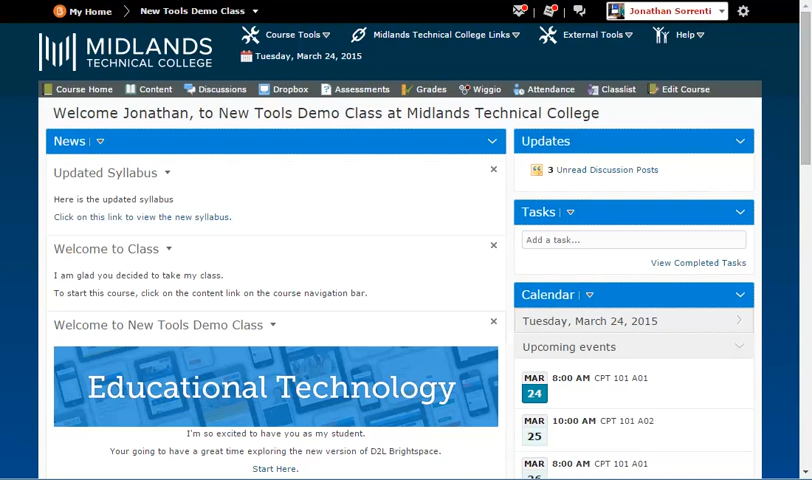 My Home
New Tools Demo Class
Jonathan Sorrenti
MIDLANDS
TECHNICAL COLLEGE
Course Tools
Midlands Technical College Links
External Tools
Help
Tuesday, March 24, 2015
Course Home
Content
Discussions
Dropbox
Assessments
Grades
Wiggio
Attendance
Classlist
Edit Course
Welcome Jonathan, to New Tools Demo Class at Midlands Technical College
News
Updated Syllabus
Here is the updated syllabus
Click on this link to view the new syllabus.
Welcome to Class
I am glad you decided to take my class.
To start this course, click on the content link on the course navigation bar.
Welcome to New Tools Demo Class
Educational Technology
I'm so excited to have you as my student.
Your going to have a great time exploring the new version of D2L Brightspace.
Start Here.
Updates
3 Unread Discussion Posts
Tasks
Add a task...
View Completed Tasks
Calendar
Tuesday, March 24, 2015
Upcoming events
MAR
24
8:00 AM CPT 101 A01
MAR
25
10:00 AM CPT 101 A02
MAR
8:00 AM CPT 101 A01